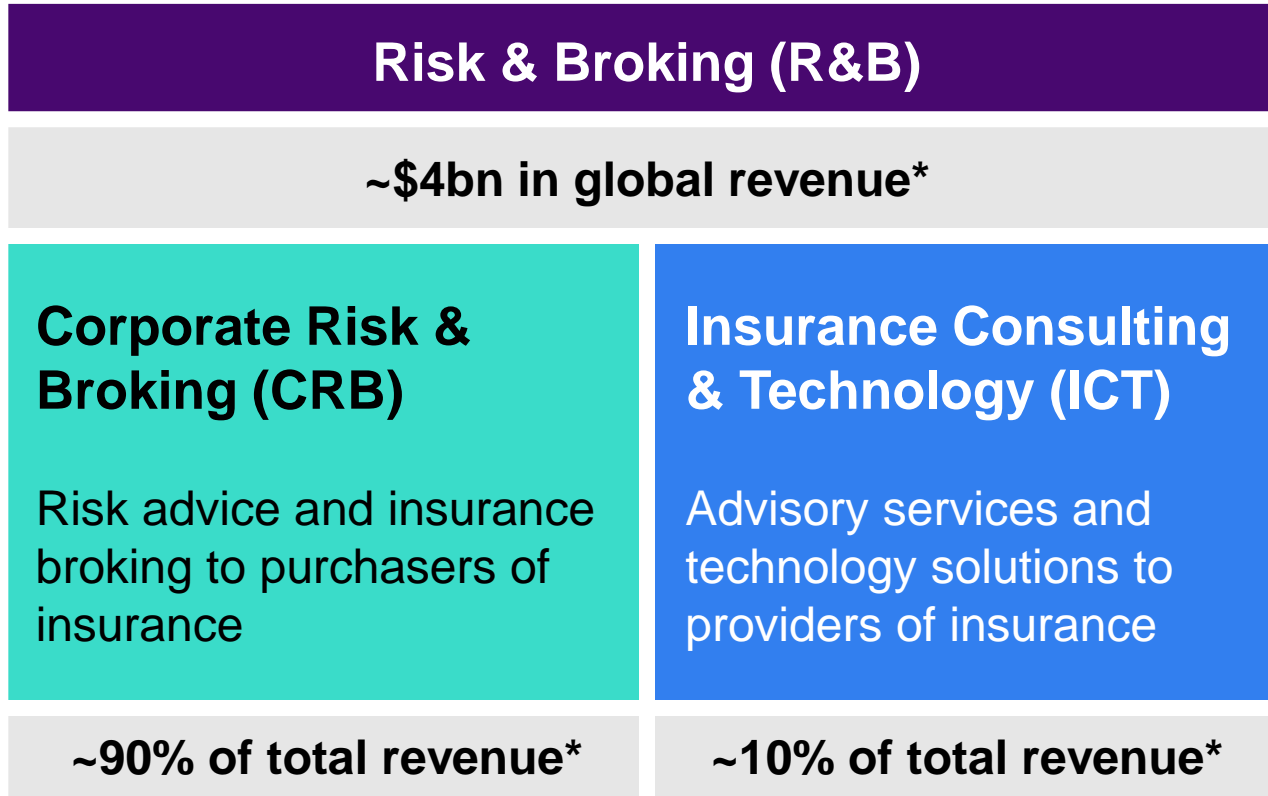 Risk & Broking (R&B)
~$4bn in global revenue*
Corporate Risk &
Broking (CRB)
Risk advice and insurance
broking to purchasers of
insurance
~90% of total revenue*
Insurance Consulting
& Technology (ICT)
Advisory services and
technology solutions to
providers of insurance
~10% of total revenue*